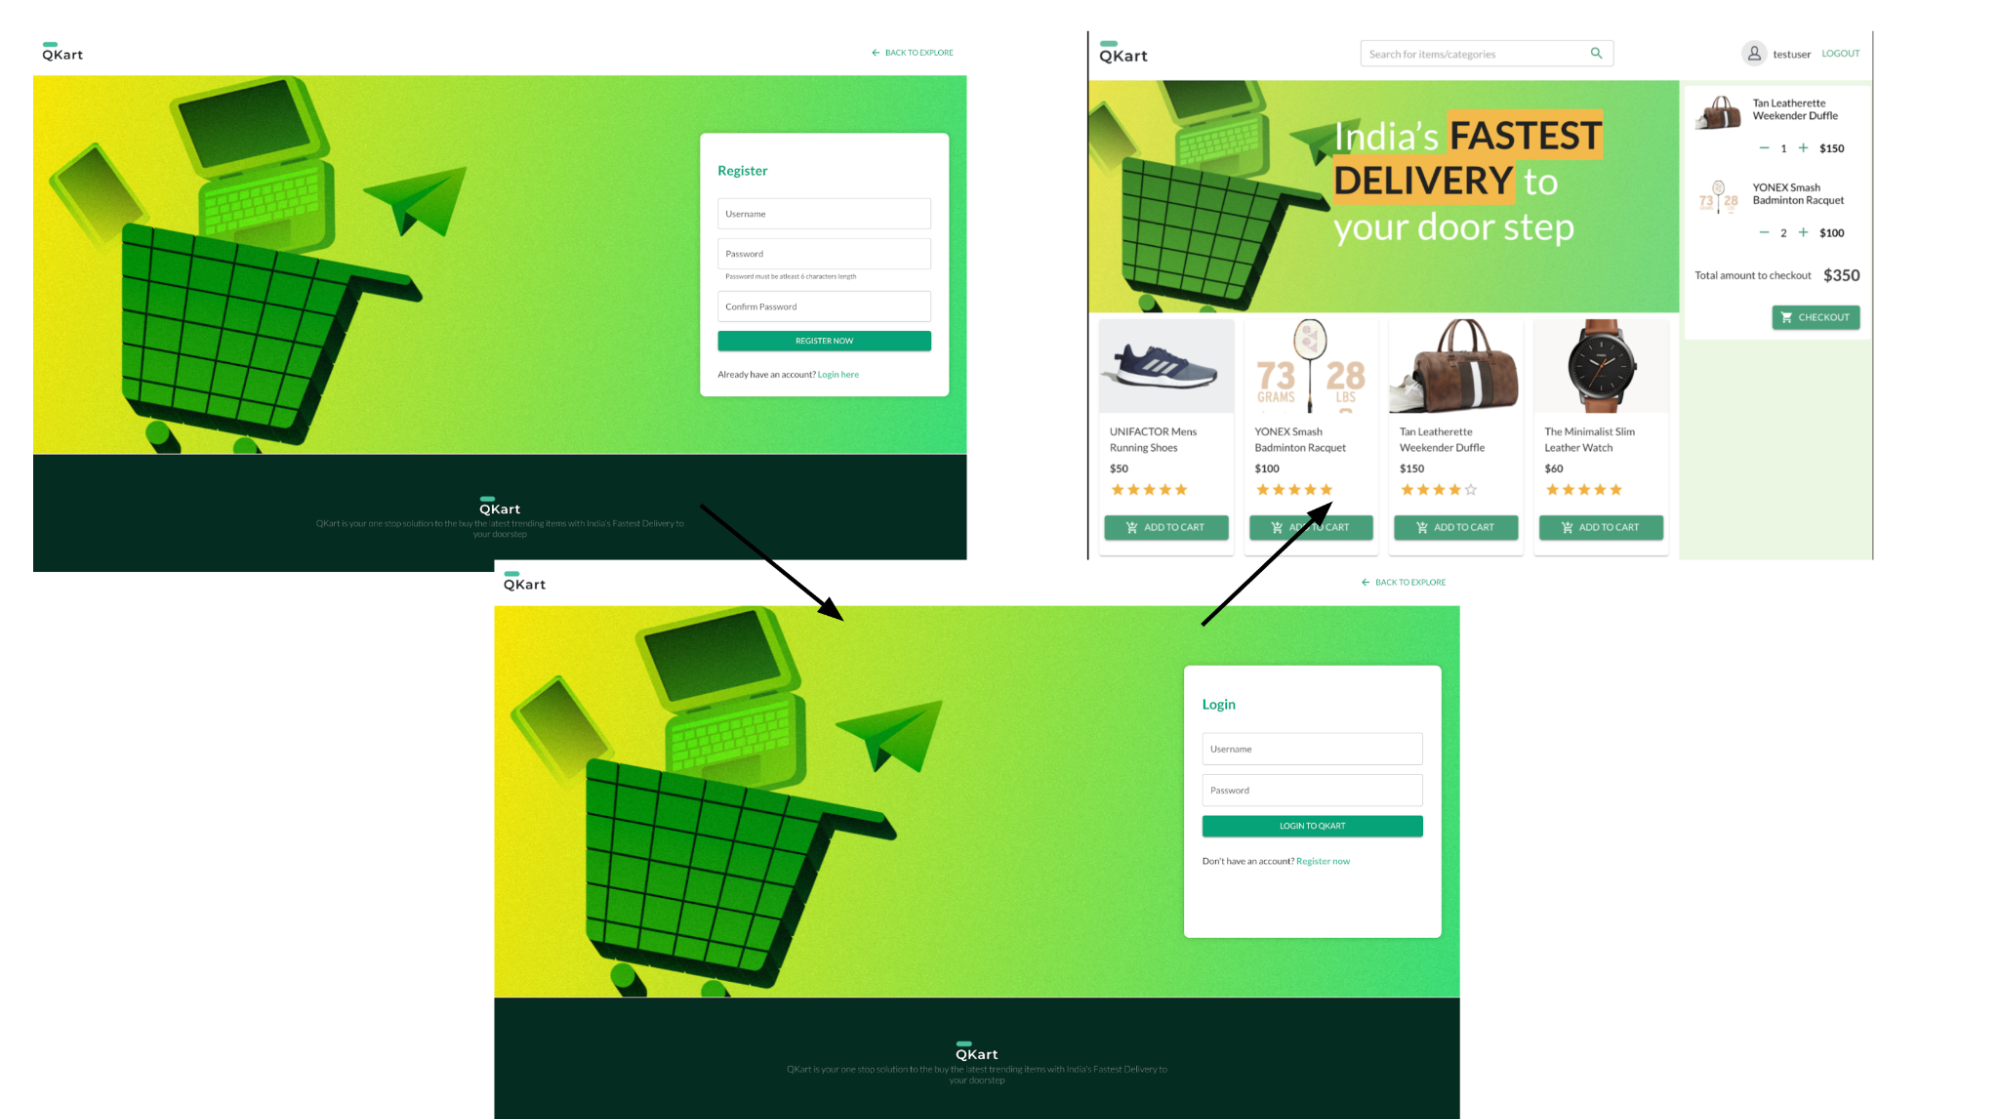 QKart
BACK TO EXPLORE
Register
Username
Password
Password must be atleast 6 characters length
Confirm Password
REGISTER NOW
Already have an account? Login here
QKart
QKart is your one stop solution to the buy the latest trending items with India's Fastest Delivery to
your doorstep
QKart
Search for items/categories
testuser LOGOUT
India's FASTEST
DELIVERY to
your door step
Tan Leatherette
Weekender Duffle
1 $150
73 28
YONEX Smash
Badminton Racquet
2 $100
Total amount to checkout $350
CHECKOUT
73 28
GRAMS LBS
UNIFACTOR Mens
Running Shoes
$50
ADD TO CART
YONEX Smash
Badminton Racquet
$100
ADD TO CART
Tan Leatherette
Weekender Duffle
$150
ADD TO CART
The Minimalist Slim
Leather Watch
$60
ADD TO CART
QKart
BACK TO EXPLORE
Login
Username
Password
LOGIN TO QKART
Don't have an account? Register now
QKart
QKart is your one stop solution to the buy the latest trending items with India's Fastest Delivery to
your doorstep